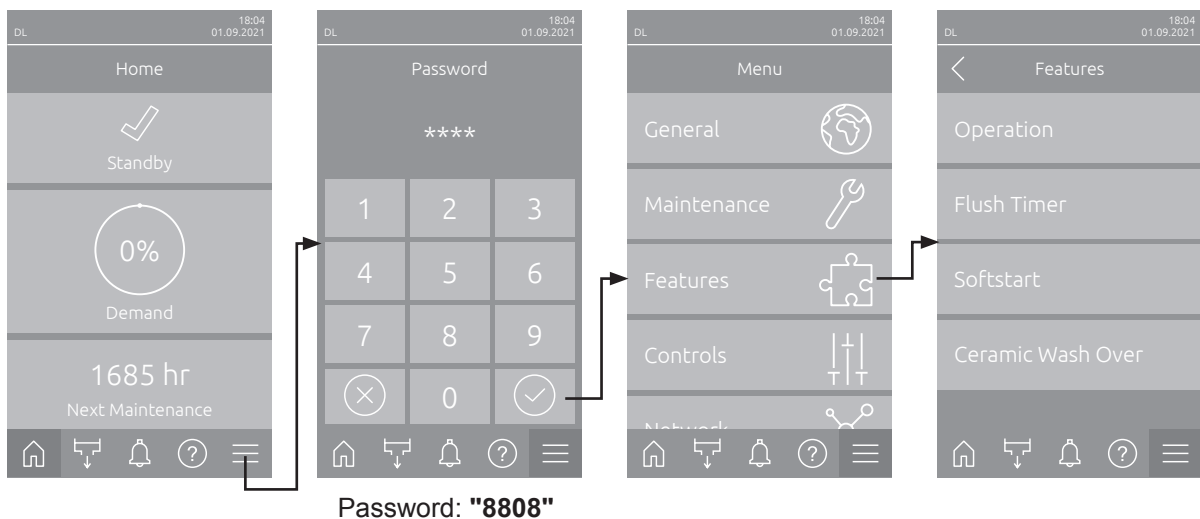 18:04
DL 01.09.2021
Home
Standby
0%
Demand
1685 hr
Next Maintenance
?
18:04
DL 01.09.2021
Password
****
1 2 3
4 5 6
7 8 9
0
?
Password: "8808"
18:04
DL 01.09.2021
Menu
General
Maintenance
Features
Controls
Network
?
18:04
DL 01.09.2021
Features
Operation
Flush Timer
Softstart
Ceramic Wash Over
?